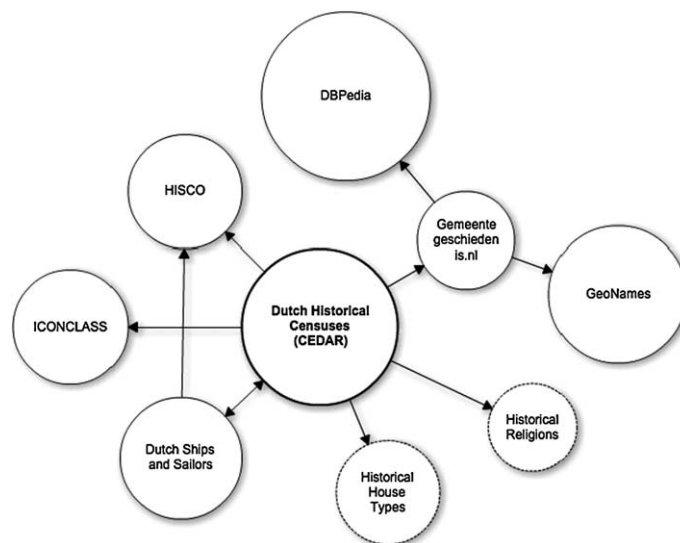 DBPedia
HISCO
Gemeente
geschieden
is.nl
GeoNames
Dutch Historical
Censuses
(CEDAR)
ICONCLASS
Historical
Religions
Dutch Ships
and Sailors
Historical
House
Types